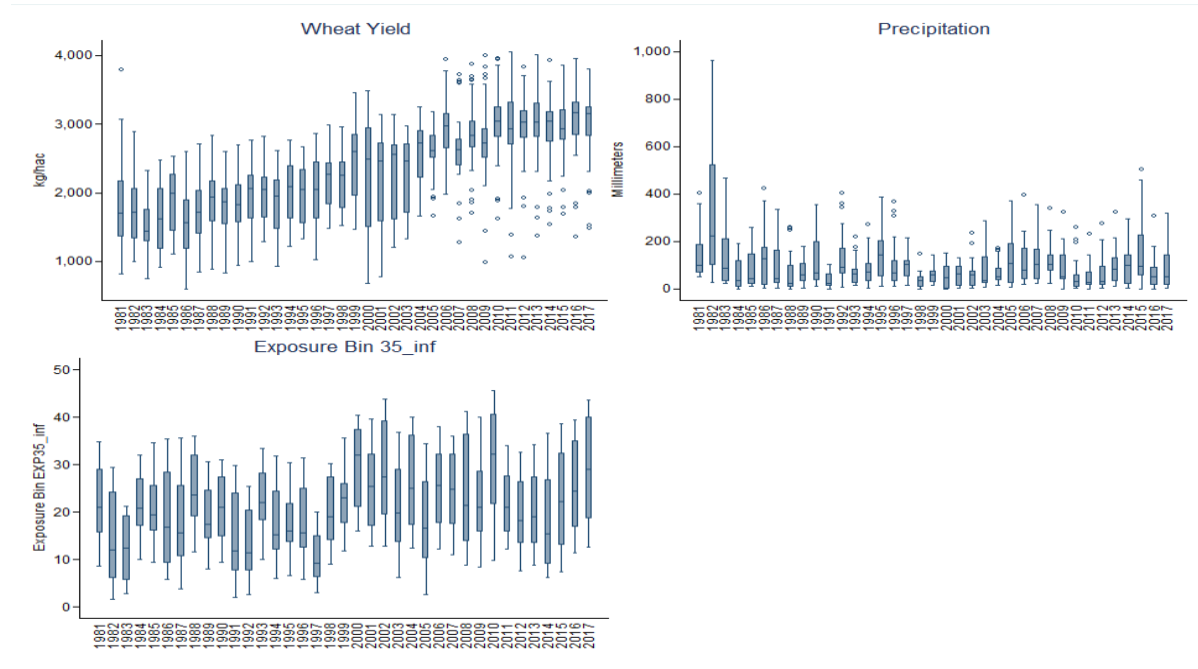 Wheat Yield
kg/hac
4,000
3,000
2,000
1,000
1981 1982 1983 1984 1985 1986 1987 1988 1989 1990 1991 1992 1993 1994 1995 1996 1997 1998 1999 2000 2001 2002 2003 2004 2005 2006 2007 2008 2009 2010 2011 2012 2013 2014 2015 2016 2017
Precipitation
Millimeters
1,000
800
600
400
200
0
1981 1982 1983 1984 1985 1986 1987 1988 1989 1990 1991 1992 1993 1994 1995 1996 1997 1998 1999 2000 2001 2002 2003 2004 2005 2006 2007 2008 2009 2010 2011 2012 2013 2014 2015 2016 2017
Exposure Bin 35_inf
Exposure Bin EXP35_inf
50
40
30
20
10
0
1981 1982 1983 1984 1985 1986 1987 1988 1989 1990 1991 1992 1993 1994 1995 1996 1997 1998 1999 2000 2001 2002 2003 2004 2005 2006 2007 2008 2009 2010 2011 2012 2013 2014 2015 2016 2017